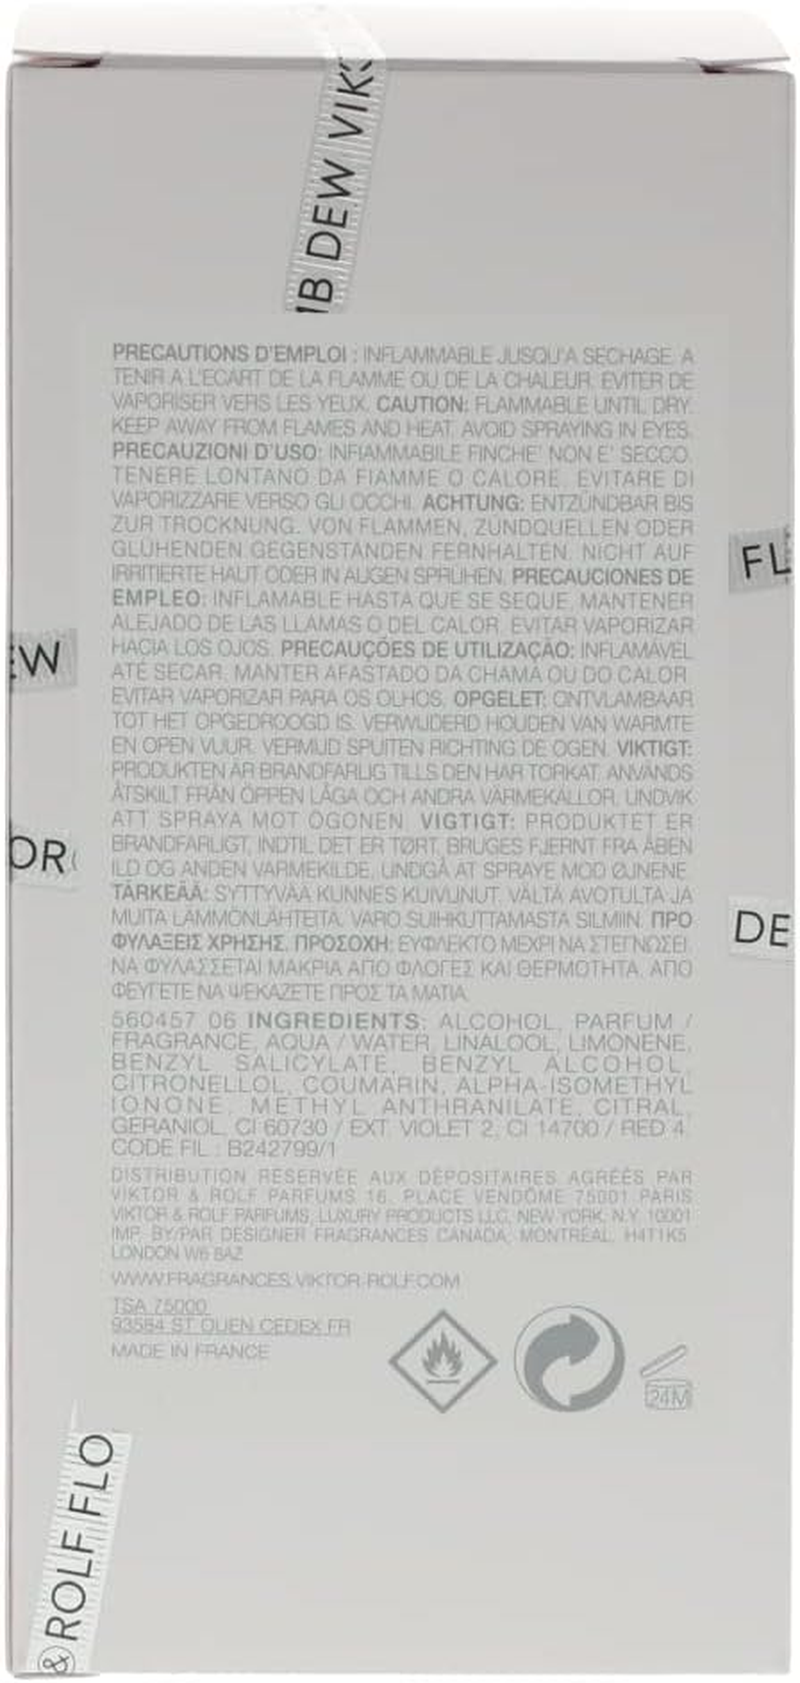 IB DEW VIK
PRECAUTIONS D'EMPLOI : INFLAMMABLE JUSQU'A SECHAGE. A
TENIR A L'ECART DE LA FLAMME OU DE LA CHALEUR. EVITER DE
VAPORISER VERS LES YEUX. CAUTION: FLAMMABLE UNTIL DRY.
KEEP AWAY FROM FLAMES AND HEAT. AVOID SPRAYING IN EYES.
PRECAUZIONI D'USO: INFIAMMABILE FINCHE' NON E' SECCO.
TENERE LONTANO DA FIAMME O CALORE. EVITARE DI
VAPORIZZARE VERSO GLI OCCHI. ACHTUNG: ENTZÜNDBAR BIS
ZUR TROCKNUNG. VON FLAMMEN, ZÜNDQUELLEN ODER
GLÜHENDEN GEGENSTÄNDEN FERNHALTEN. NICHT AUF
IRRITIERTE HAUT ODER IN AUGEN SPRÜHEN. PRECAUCIONES DE
EMPLEO: INFLAMABLE HASTA QUE SE SEQUE. MANTENER
ALEJADO DE LAS LLAMAS O DEL CALOR. EVITAR VAPORIZAR
HACIA LOS OJOS. PRECAUÇÕES DE UTILIZAÇÃO: INFLAMÁVEL
ATÉ SECAR. MANTER AFASTADO DA CHAMA OU DO CALOR.
EVITAR VAPORIZAR PARA OS OLHOS. OPGELET: ONTVLAMBAAR
TOT HET OPGEDROOGD IS. VERWIJDERD HOUDEN VAN WARMTE
EN OPEN VUUR. VERMIJD SPUITEN RICHTING DE OGEN. VIKTIGT:
PRODUKTEN ÄR BRANDFARLIG TILLS DEN HAR TORKAT. ANVÄNDS
ÅTSKILT FRÅN ÖPPEN LÅGA OCH ANDRA VÄRMEKÄLLOR. UNDVIK
ATT SPRAYA MOT ÖGONEN. VIGTIGT: PRODUKTET ER
BRANDFARLIGT, INDTIL DET ER TØRT. BRUGES FJERNT FRA ÅBEN
ILD OG ANDEN VARMEKILDE. UNDGÅ AT SPRAYE MOD ØJNENE.
TÄRKEÄÄ: SYTTYVÄÄ KUNNES KUIVUNUT. VÄLTÄ AVOTULTA JA
MUITA LÄMMÖNLÄHTEITÄ. VARO SUIHKUTTAMASTA SILMIIN. ΠΡΟ
ΦΥΛΑΞΕΙΣ ΧΡΗΣΗΣ. ΠΡΟΣΟΧΗ: ΕΥΦΛΕΚΤΟ ΜΕΧΡΙ ΝΑ ΣΤΕΓΝΩΣΕΙ.
ΝΑ ΦΥΛΑΣΣΕΤΑΙ ΜΑΚΡΙΑ ΑΠΟ ΦΛΟΓΕΣ ΚΑΙ ΘΕΡΜΟΤΗΤΑ. ΑΠΟ
ΦΕΥΓΕΤΕ ΝΑ ΨΕΚΑΖΕΤΕ ΠΡΟΣ ΤΑ ΜΑΤΙΑ.
560457 06 INGREDIENTS: ALCOHOL, PARFUM /
FRAGRANCE, AQUA / WATER, LINALOOL, LIMONENE,
BENZYL SALICYLATE, BENZYL ALCOHOL,
CITRONELLOL, COUMARIN, ALPHA-ISOMETHYL
IONONE, METHYL ANTHRANILATE, CITRAL,
GERANIOL, CI 60730 / EXT. VIOLET 2, CI 14700 / RED 4.
CODE FIL : B242799/1
DISTRIBUTION RÉSERVÉE AUX DÉPOSITAIRES AGRÉÉS PAR
VIKTOR & ROLF PARFUMS 16, PLACE VENDÔME 75001 PARIS
VIKTOR & ROLF PARFUMS, LUXURY PRODUCTS LLC, NEW YORK, N.Y. 10001
IMP. BY/PAR DESIGNER FRAGRANCES CANADA, MONTRÉAL, H4T1K5
LONDON W6 8AZ
WWW.FRAGRANCES.VIKTOR-ROLF.COM
TSA 75000
93584 ST OUEN CEDEX FR
MADE IN FRANCE
24M
FL
EW
OR
DE
& ROLF FLO